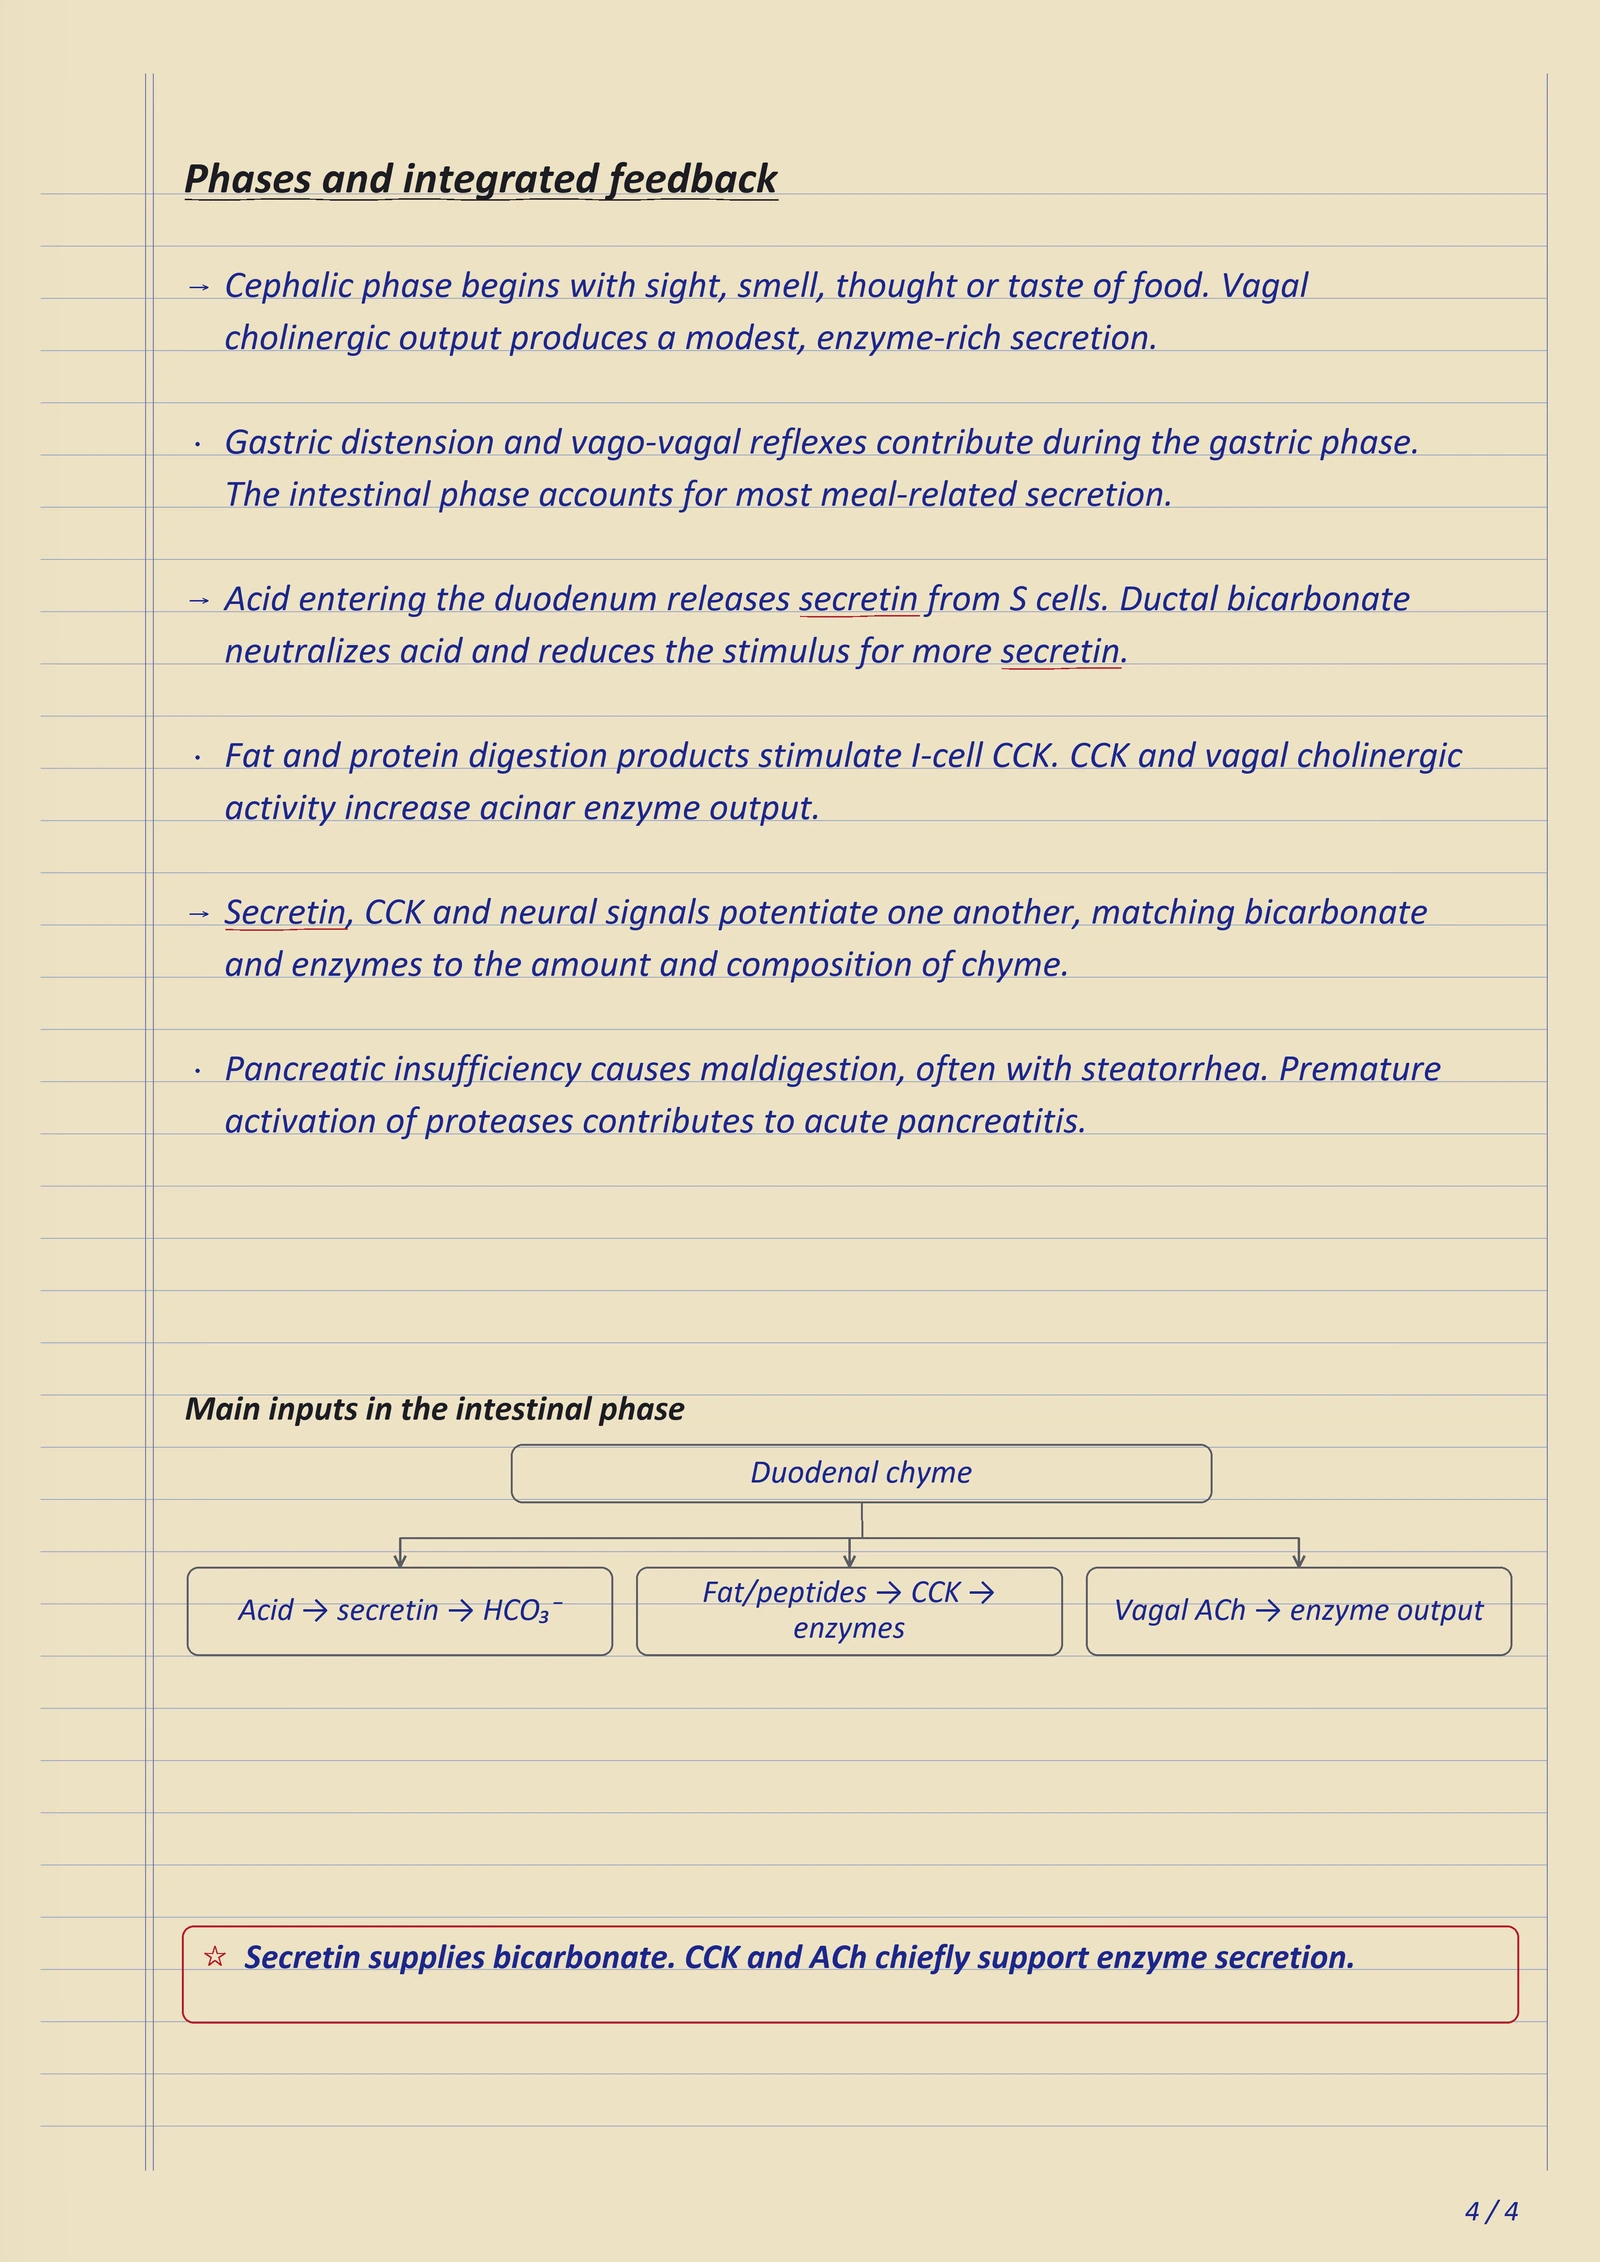 Phases and integrated feedback
→ Cephalic phase begins with sight, smell, thought or taste of food. Vagal
cholinergic output produces a modest, enzyme-rich secretion.
· Gastric distension and vago-vagal reflexes contribute during the gastric phase.
The intestinal phase accounts for most meal-related secretion.
→ Acid entering the duodenum releases secretin from S cells. Ductal bicarbonate
neutralizes acid and reduces the stimulus for more secretin.
· Fat and protein digestion products stimulate I-cell CCK. CCK and vagal cholinergic
activity increase acinar enzyme output.
→ Secretin, CCK and neural signals potentiate one another, matching bicarbonate
and enzymes to the amount and composition of chyme.
· Pancreatic insufficiency causes maldigestion, often with steatorrhea. Premature
activation of proteases contributes to acute pancreatitis.
Main inputs in the intestinal phase
Duodenal chyme
Acid → secretin → HCO₃⁻
Fat/peptides → CCK →
enzymes
Vagal ACh → enzyme output
☆ Secretin supplies bicarbonate. CCK and ACh chiefly support enzyme secretion.
4 / 4